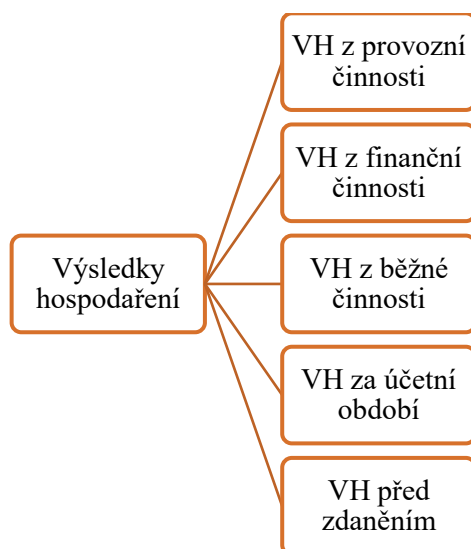 VH z provozní
činnosti
VH z finanční
činnosti
Výsledky
hospodaření
VH z běžné
činnosti
VH za účetní
období
VH před
zdaněním